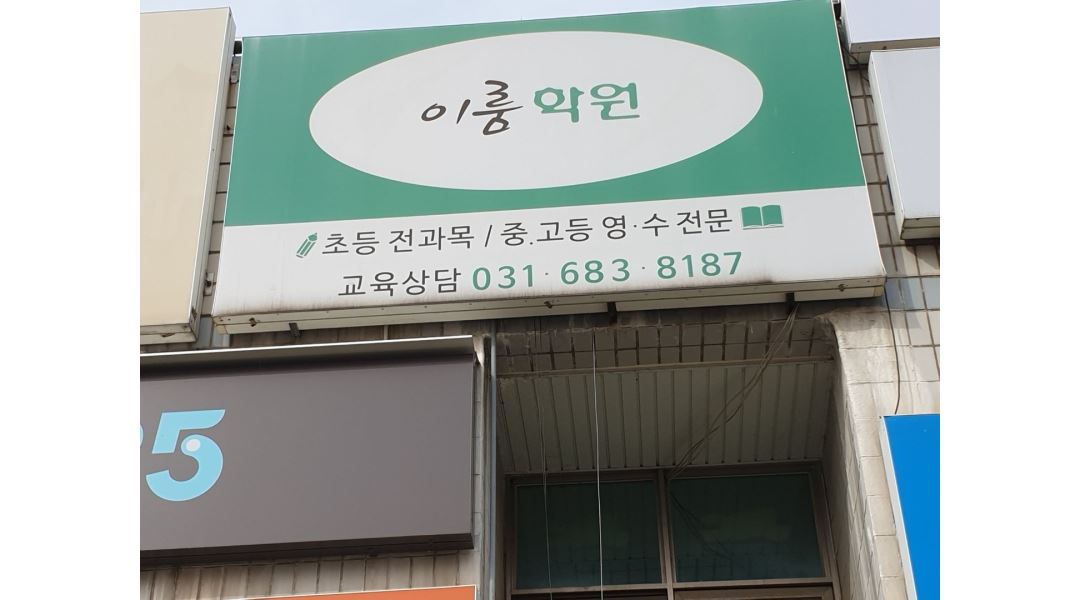 이룸학원
초등 전과목 / 중.고등 영·수 전문
교육상담 031·683·8187
5